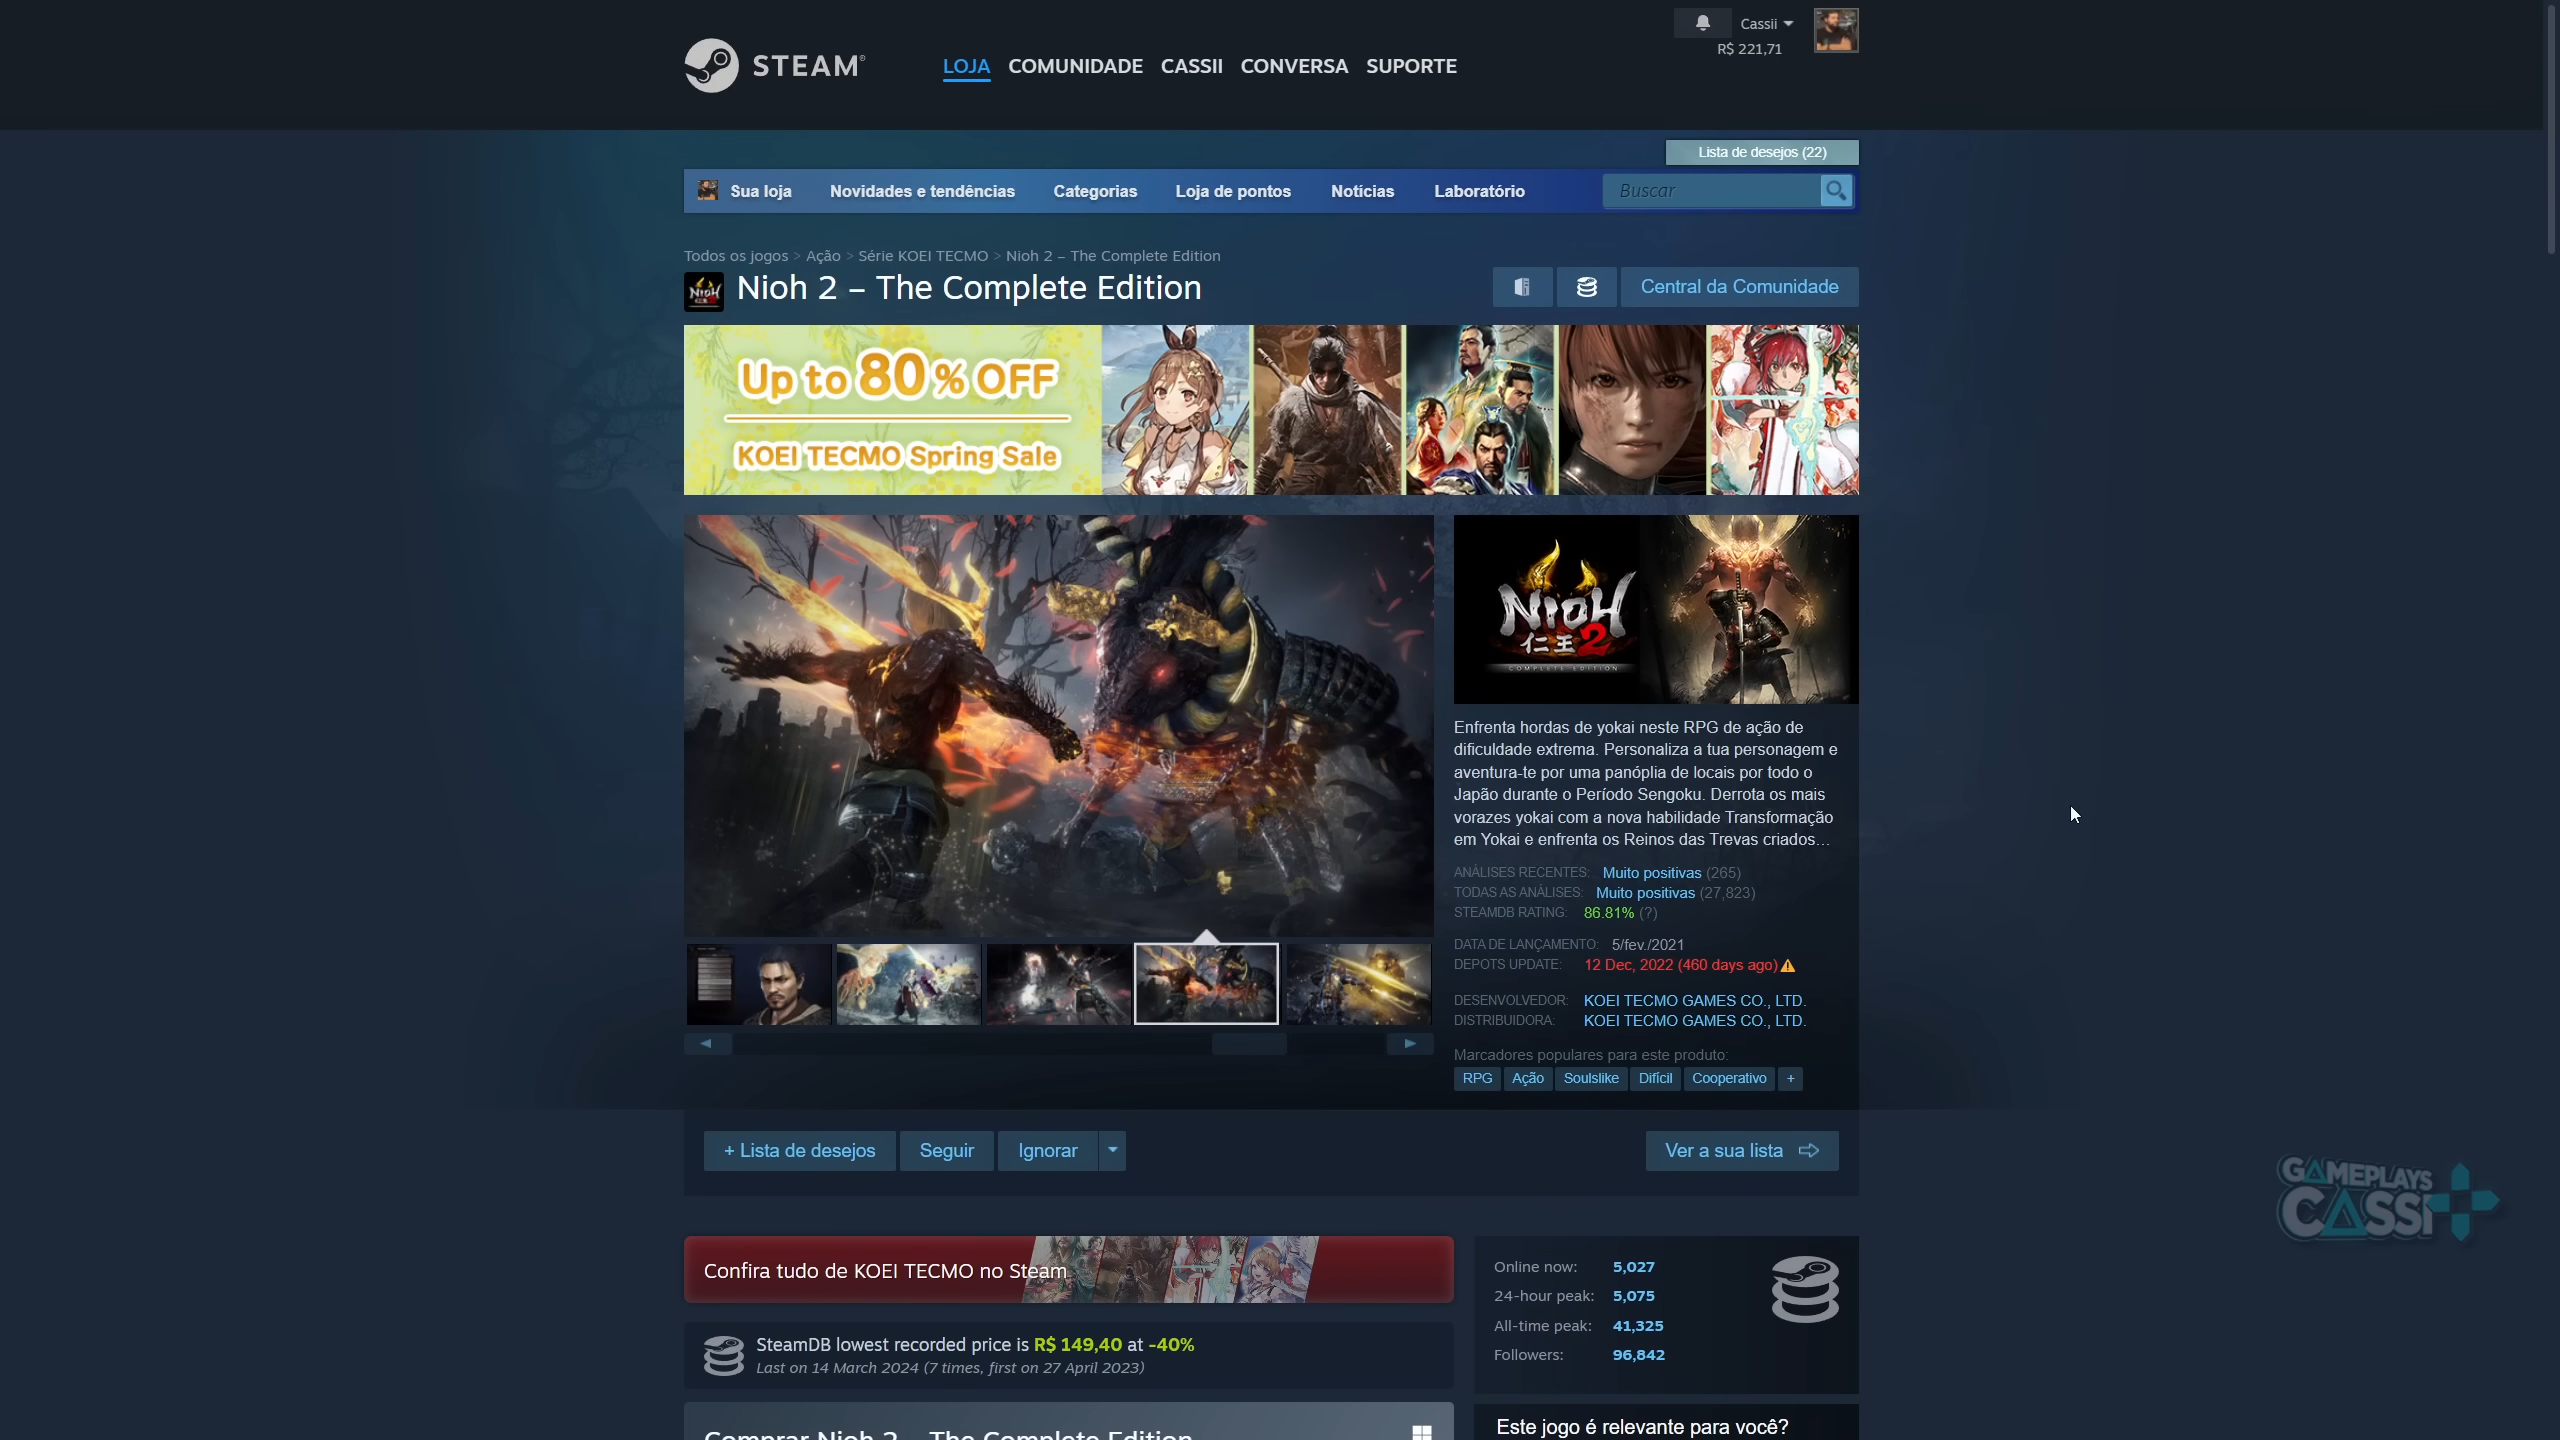 Cassii
R$ 221,71
STEAM®
LOJA COMUNIDADE CASSII CONVERSA SUPORTE
Lista de desejos (22)
Sua loja Novidades e tendências Categorias Loja de pontos Notícias Laboratório Buscar
Todos os jogos > Ação > Série KOEI TECMO > Nioh 2 – The Complete Edition
Nioh 2 – The Complete Edition
Central da Comunidade
Up to 80% OFF
KOEI TECMO Spring Sale
NIOH
仁王2
COMPLETE EDITION
Enfrenta hordas de yokai neste RPG de ação de
dificuldade extrema. Personaliza a tua personagem e
aventura-te por uma panóplia de locais por todo o
Japão durante o Período Sengoku. Derrota os mais
vorazes yokai com a nova habilidade Transformação
em Yokai e enfrenta os Reinos das Trevas criados...
ANÁLISES RECENTES: Muito positivas (265)
TODAS AS ANÁLISES: Muito positivas (27,823)
STEAMDB RATING: 86.81% (?)
DATA DE LANÇAMENTO: 5/fev./2021
DEPOTS UPDATE: 12 Dec, 2022 (460 days ago)
DESENVOLVEDOR: KOEI TECMO GAMES CO., LTD.
DISTRIBUIDORA: KOEI TECMO GAMES CO., LTD.
Marcadores populares para este produto:
RPG Ação Soulslike Difícil Cooperativo +
+ Lista de desejos Seguir Ignorar Ver a sua lista
GAMEPLAYS
CASSI
Confira tudo de KOEI TECMO no Steam
Online now: 5,027
24-hour peak: 5,075
All-time peak: 41,325
Followers: 96,842
SteamDB lowest recorded price is R$ 149,40 at -40%
Last on 14 March 2024 (7 times, first on 27 April 2023)
Comprar Nioh 2 – The Complete Edition
Este jogo é relevante para você?